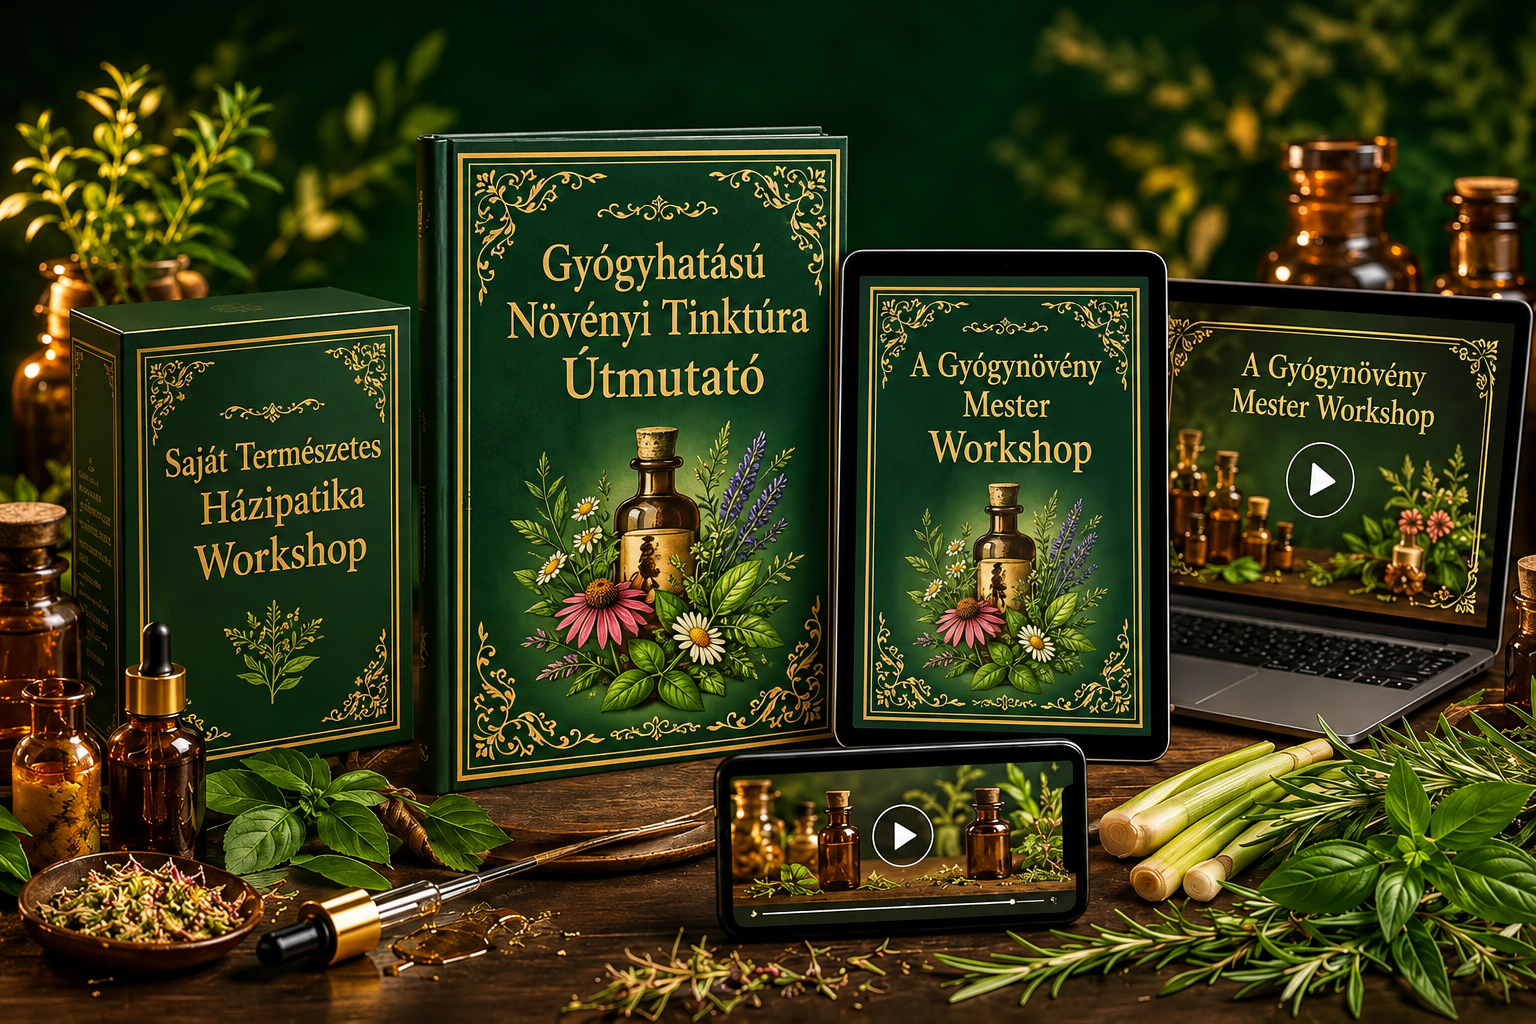 Saját Természetes
Házipatika
Workshop
Gyógyhatású
Növényi Tinktúra
Útmutató
A Gyógynövény
Mester
Workshop
A Gyógynövény
Mester Workshop